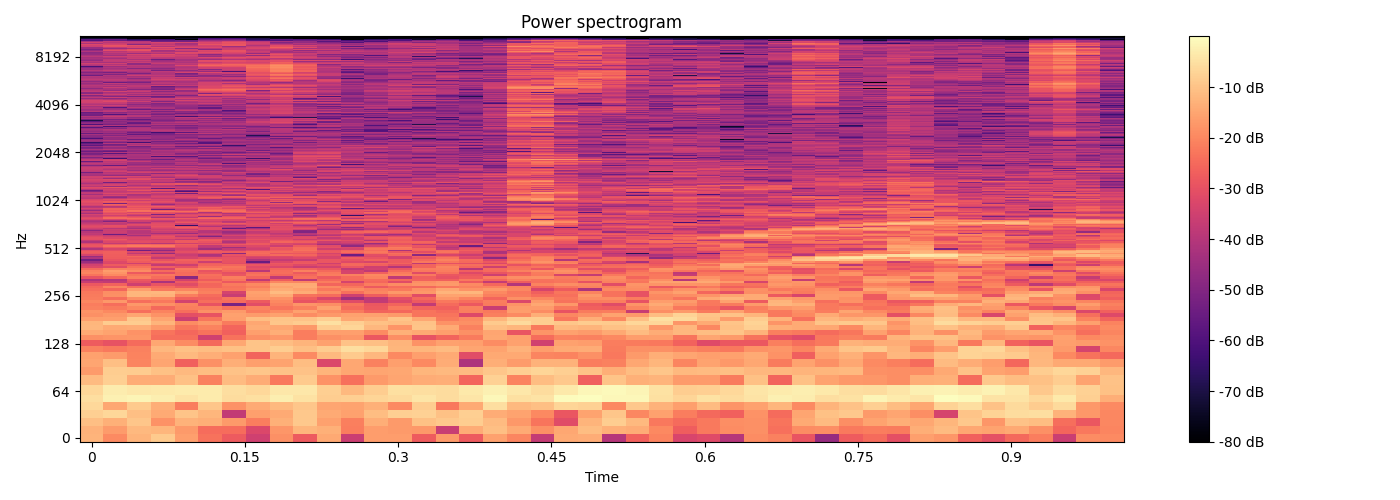 Power spectrogram
8192
4096
2048
1024
512
256
128
64
0
Hz
0 0.15 0.3 0.45 0.6 0.75 0.9
Time
-10 dB
-20 dB
-30 dB
-40 dB
-50 dB
-60 dB
-70 dB
-80 dB